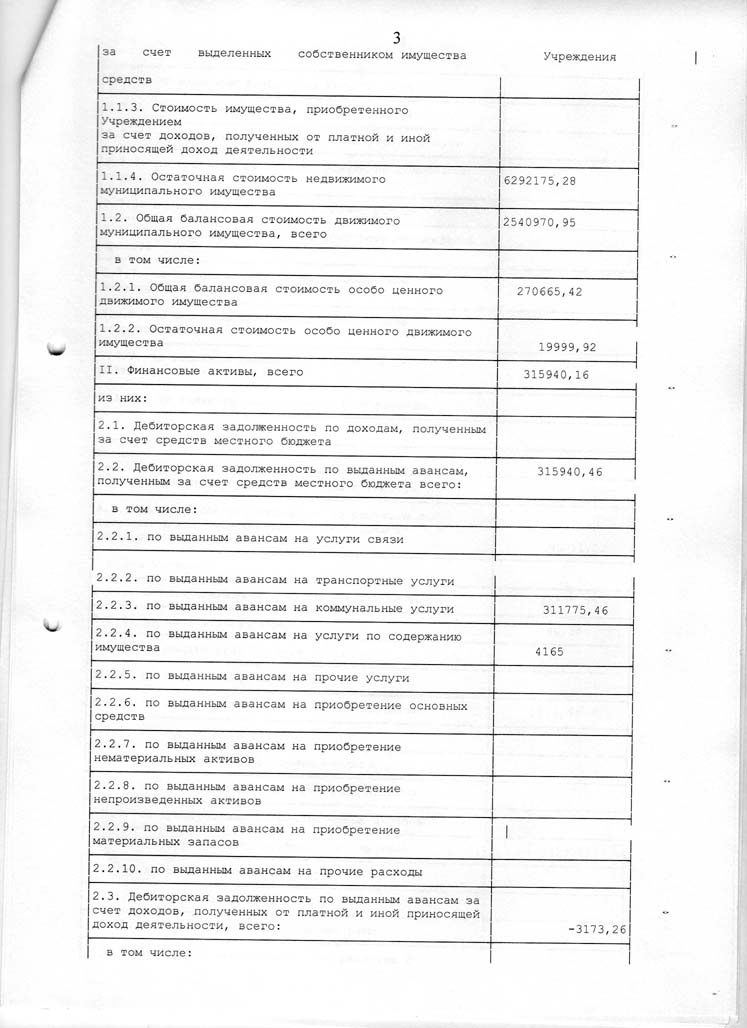 3
за счет выделенных собственником имущества Учреждения
средств
1.1.3. Стоимость имущества, приобретенного
Учреждением
за счет доходов, полученных от платной и иной
приносящей доход деятельности
1.1.4. Остаточная стоимость недвижимого 6292175,28
муниципального имущества
1.2. Общая балансовая стоимость движимого 2540970,95
муниципального имущества, всего
в том числе:
1.2.1. Общая балансовая стоимость особо ценного 270665,42
движимого имущества
1.2.2. Остаточная стоимость особо ценного движимого
имущества 19999,92
II. Финансовые активы, всего 315940,16
из них:
2.1. Дебиторская задолженность по доходам, полученным
за счет средств местного бюджета
2.2. Дебиторская задолженность по выданным авансам, 315940,46
полученным за счет средств местного бюджета всего:
в том числе:
2.2.1. по выданным авансам на услуги связи
2.2.2. по выданным авансам на транспортные услуги
2.2.3. по выданным авансам на коммунальные услуги 311775,46
2.2.4. по выданным авансам на услуги по содержанию
имущества 4165
2.2.5. по выданным авансам на прочие услуги
2.2.6. по выданным авансам на приобретение основных
средств
2.2.7. по выданным авансам на приобретение
нематериальных активов
2.2.8. по выданным авансам на приобретение
непроизведенных активов
2.2.9. по выданным авансам на приобретение
материальных запасов
2.2.10. по выданным авансам на прочие расходы
2.3. Дебиторская задолженность по выданным авансам за
счет доходов, полученных от платной и иной приносящей
доход деятельности, всего: -3173,26
в том числе: